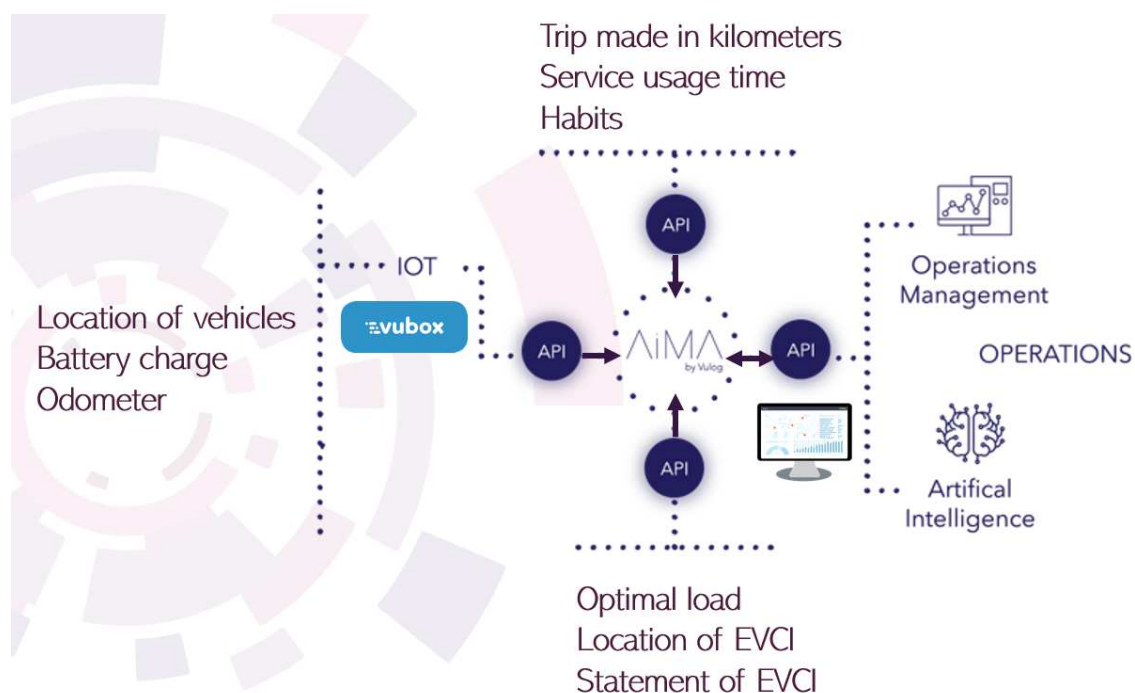 Trip made in kilometers
Service usage time
Habits
API
IOT
vubox
Location of vehicles
Battery charge
Odometer
API
AiMA
by Vulog
API
Operations
Management
OPERATIONS
API
Artifical
Intelligence
Optimal load
Location of EVCI
Statement of EVCI